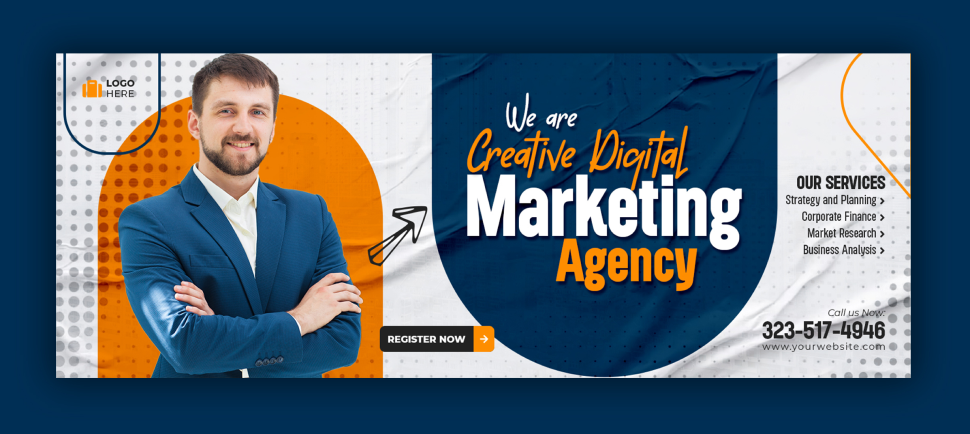 LOGO
HERE
We are
Creative Digital
Marketing
Agency
REGISTER NOW
OUR SERVICES
Strategy and Planning
Corporate Finance
Market Research
Business Analysis
Call us Now:
323-517-4946
www.yourwebsite.com